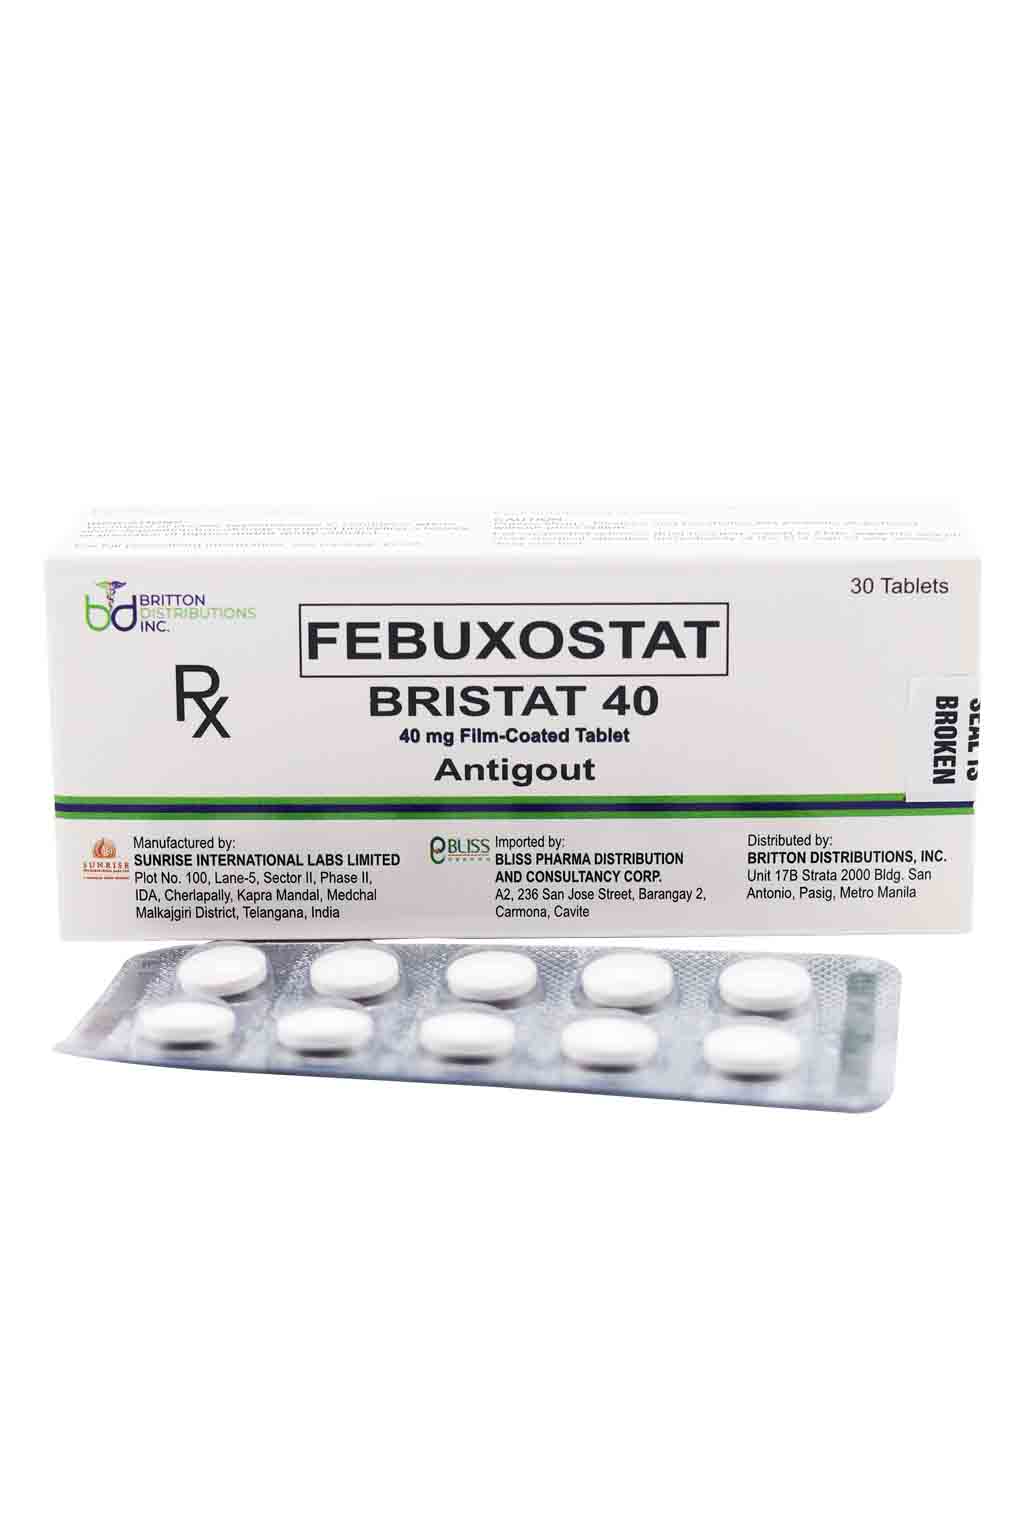 BRITTON
DISTRIBUTIONS
INC.
30 Tablets
Rx
FEBUXOSTAT
BRISTAT 40
40 mg Film-Coated Tablet
Antigout
SEAL IS
BROKEN
SUNRISE
Manufactured by:
SUNRISE INTERNATIONAL LABS LIMITED
Plot No. 100, Lane-5, Sector II, Phase II,
IDA, Cherlapally, Kapra Mandal, Medchal
Malkajgiri District, Telangana, India
BLISS
Imported by:
BLISS PHARMA DISTRIBUTION
AND CONSULTANCY CORP.
A2, 236 San Jose Street, Barangay 2,
Carmona, Cavite
Distributed by:
BRITTON DISTRIBUTIONS, INC.
Unit 17B Strata 2000 Bldg. San
Antonio, Pasig, Metro Manila